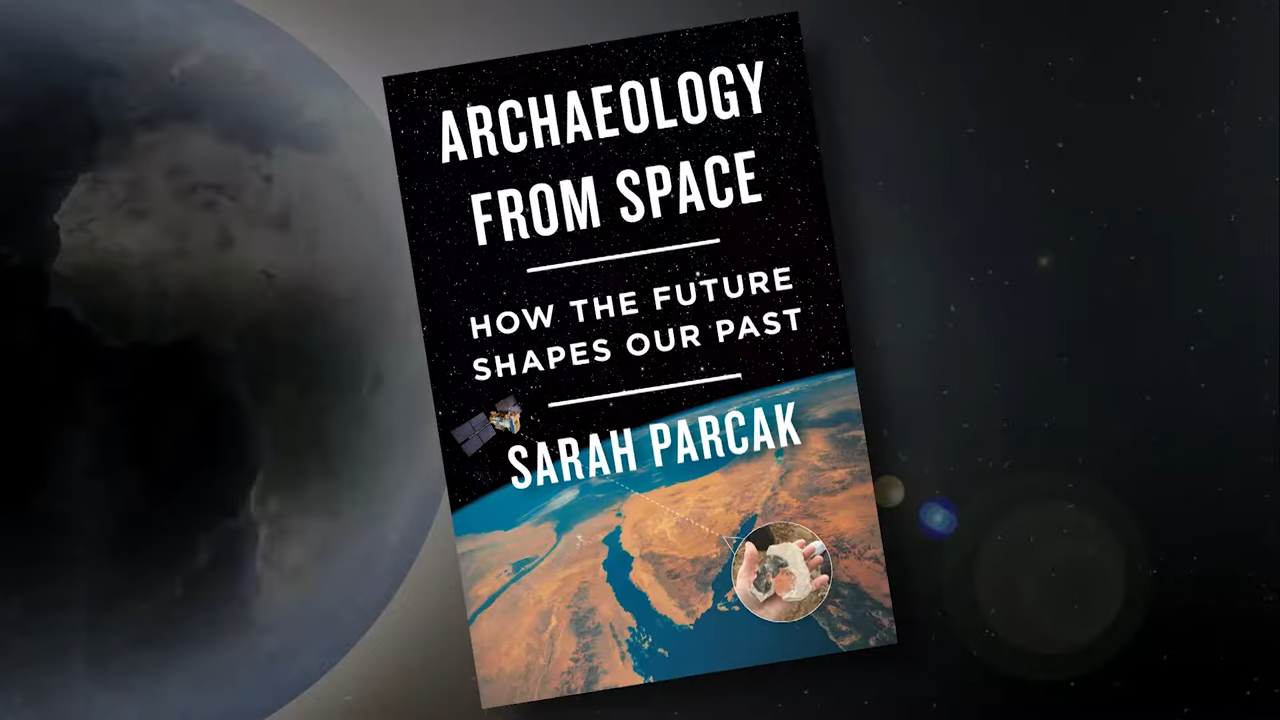 ARCHAEOLOGY
FROM SPACE
HOW THE FUTURE
SHAPES OUR PAST
SARAH PARCAK